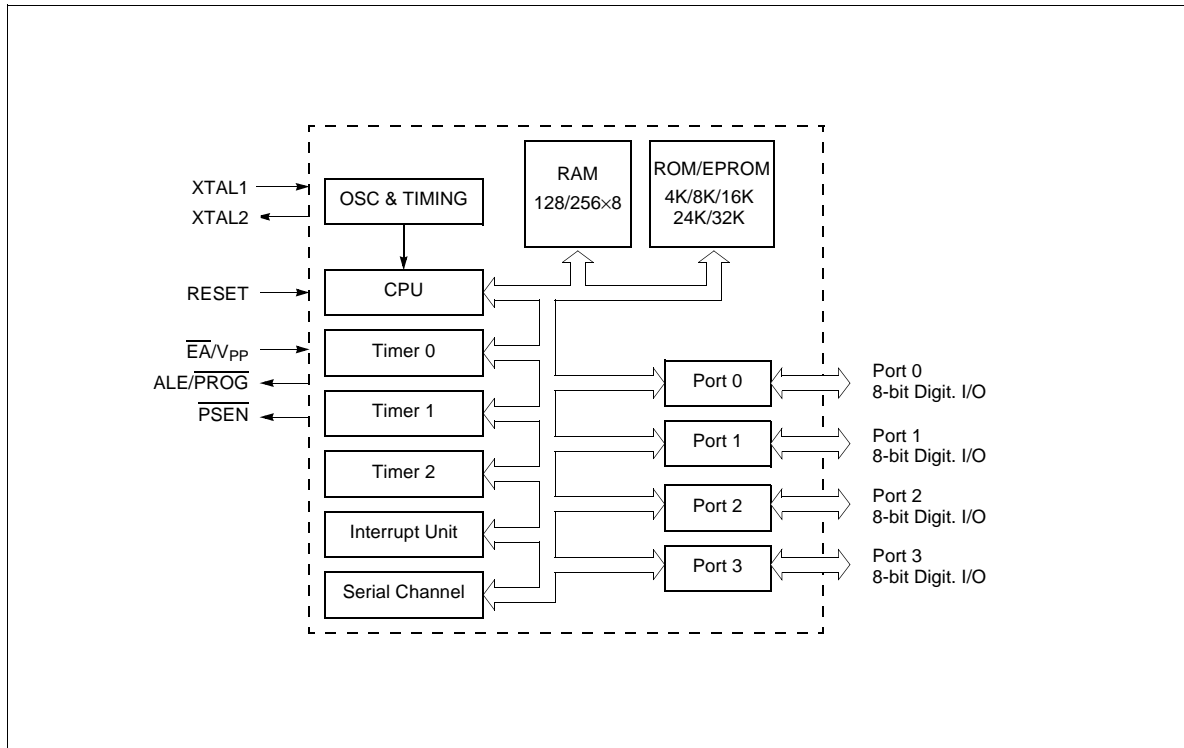 XTAL1
XTAL2
RESET
E̅A̅/VPP
ALE/P̅R̅O̅G̅
P̅S̅E̅N̅
OSC & TIMING
CPU
Timer 0
Timer 1
Timer 2
Interrupt Unit
Serial Channel
RAM
128/256×8
ROM/EPROM
4K/8K/16K
24K/32K
Port 0
Port 1
Port 2
Port 3
Port 0
8-bit Digit. I/O
Port 1
8-bit Digit. I/O
Port 2
8-bit Digit. I/O
Port 3
8-bit Digit. I/O